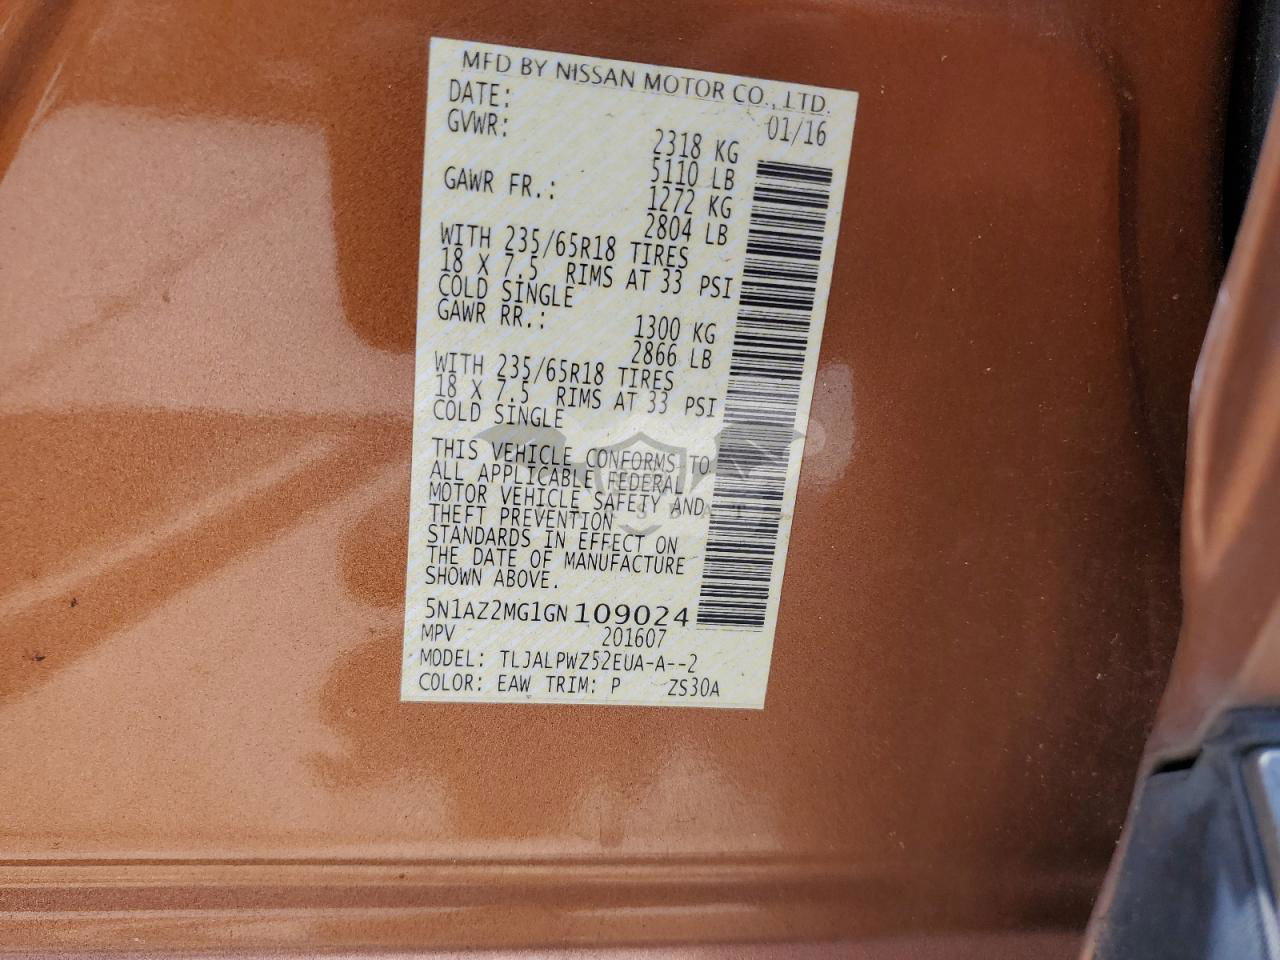 MFD BY NISSAN MOTOR CO., LTD.
DATE: 01/16
GVWR: 2318 KG
5110 LB
GAWR FR.: 1272 KG
2804 LB
WITH 235/65R18 TIRES
18 X 7.5 RIMS AT 33 PSI
COLD SINGLE
GAWR RR.: 1300 KG
2866 LB
WITH 235/65R18 TIRES
18 X 7.5 RIMS AT 33 PSI
COLD SINGLE
THIS VEHICLE CONFORMS TO
ALL APPLICABLE FEDERAL
MOTOR VEHICLE SAFETY AND
THEFT PREVENTION
STANDARDS IN EFFECT ON
THE DATE OF MANUFACTURE
SHOWN ABOVE.
5N1AZ2MG1GN109024
MPV 201607
MODEL: TLJALPWZ52EUA-A--2
COLOR: EAW TRIM: P ZS30A